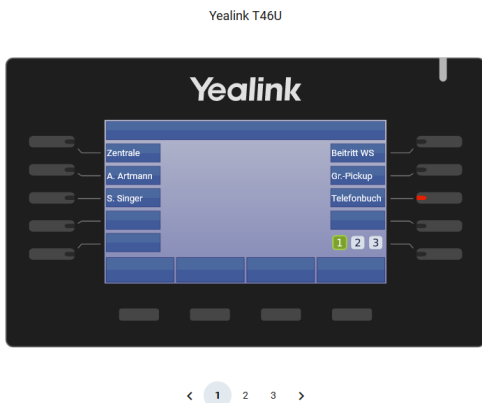 Yealink T46U
Yealink
Zentrale
Beitritt WS
A. Artmann
Gr.-Pickup
S. Singer
Telefonbuch
1 2 3
< 1 2 3 >